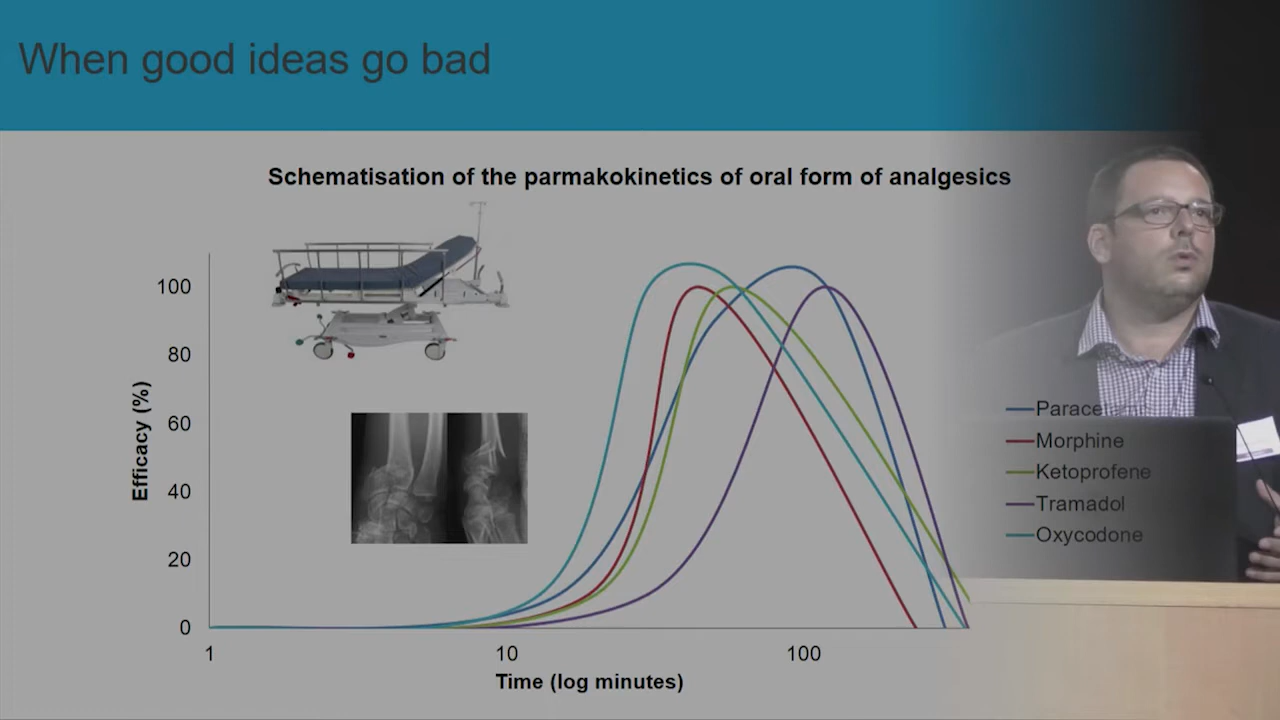 When good ideas go bad
Schematisation of the parmakokinetics of oral form of analgesics
Efficacy (%)
100
80
60
40
20
0
1 10 100
Time (log minutes)
Morphine
Ketoprofene
Tramadol
Oxycodone